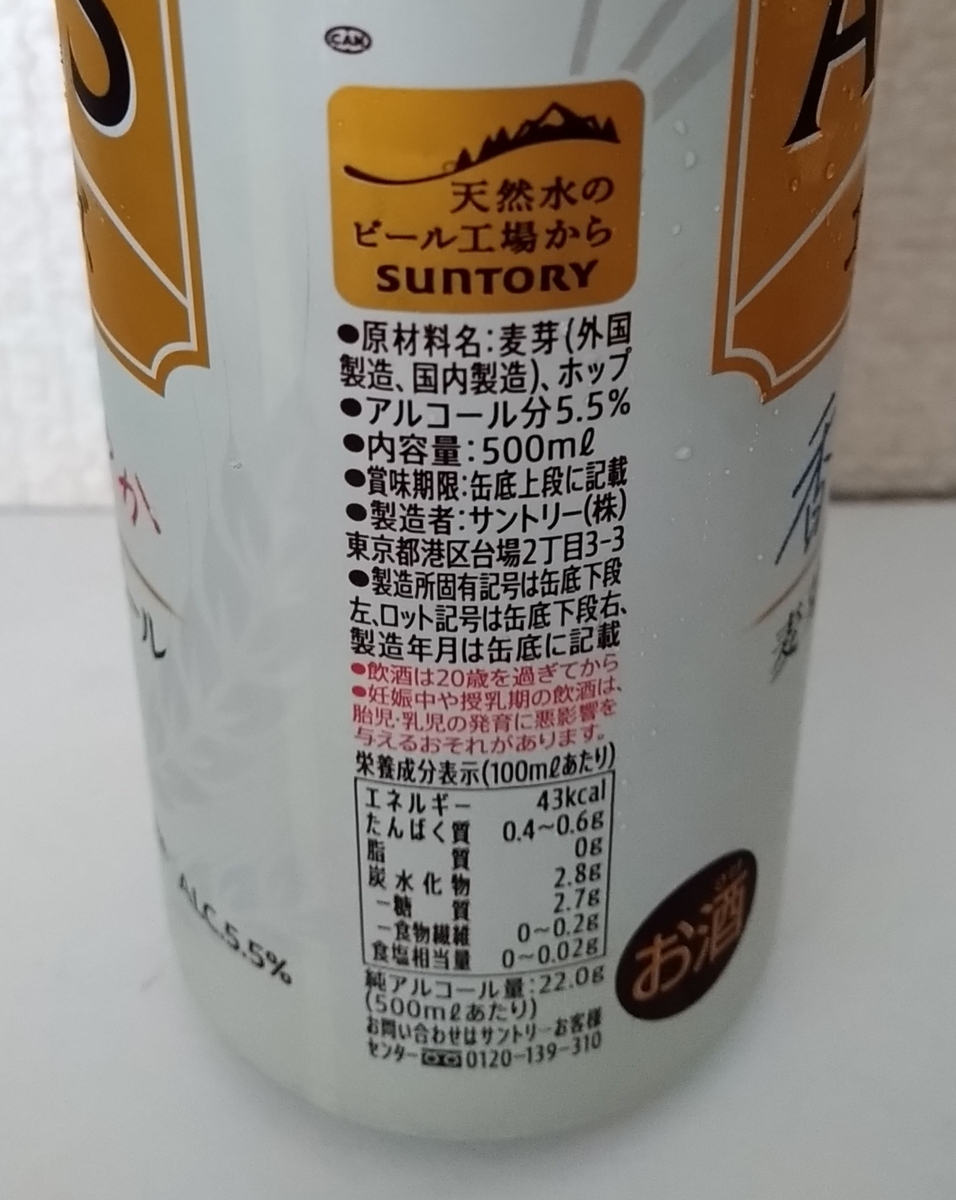 CAN
天然水の
ビール工場から
SUNTORY
●原材料名:麦芽(外国
製造、国内製造)、ホップ
●アルコール分5.5%
●内容量:500mℓ
●賞味期限:缶底上段に記載
●製造者:サントリー(株)
東京都港区台場2丁目3-3
●製造所固有記号は缶底下段
左、ロット記号は缶底下段右、
製造年月は缶底に記載
●飲酒は20歳を過ぎてから
●妊娠中や授乳期の飲酒は、
胎児・乳児の発育に悪影響を
与えるおそれがあります。
栄養成分表示(100mℓあたり)
エネルギー 43kcal
たんぱく質 0.4~0.6g
脂質 0g
炭水化物 2.8g
-糖質 2.7g
-食物繊維 0~0.2g
食塩相当量 0~0.02g
純アルコール量:22.0g
(500mℓあたり)
お問い合わせはサントリーお客様
センター 0120-139-310
ALC.5.5%
お酒
S
か
ール
A
香